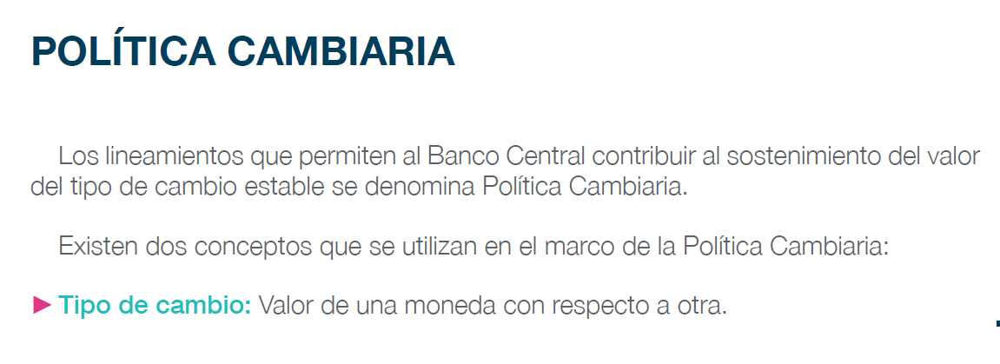 POLÍTICA CAMBIARIA
Los lineamientos que permiten al Banco Central contribuir al sostenimiento del valor
del tipo de cambio estable se denomina Política Cambiaria.
Existen dos conceptos que se utilizan en el marco de la Política Cambiaria:
► Tipo de cambio: Valor de una moneda con respecto a otra.